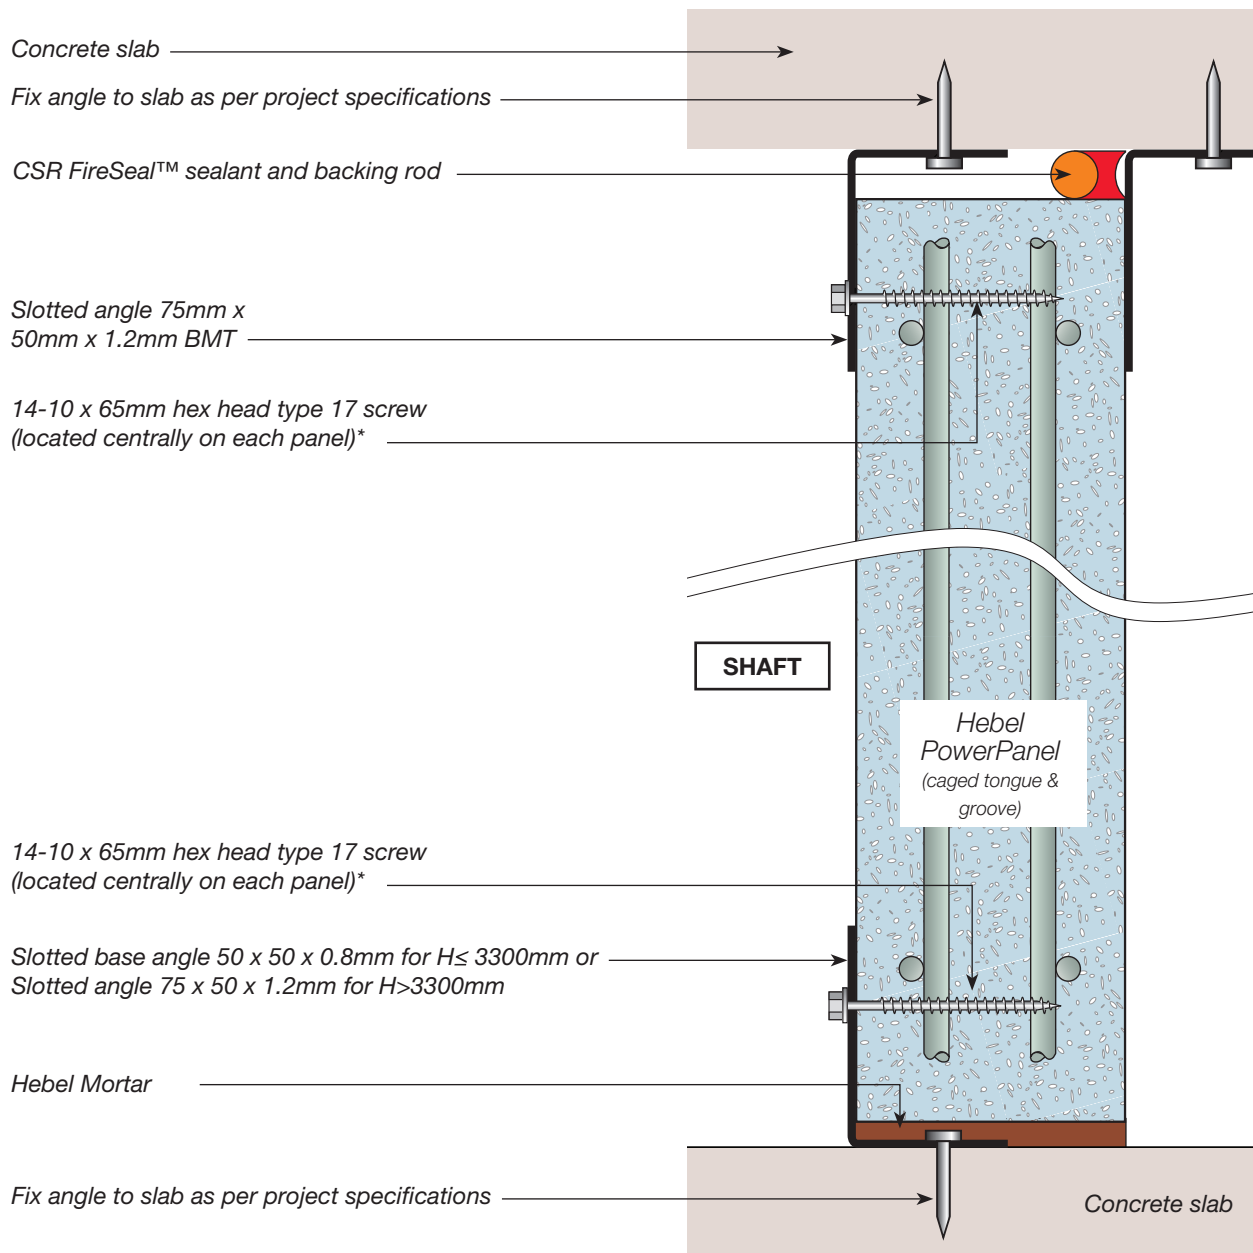 Concrete slab
Fix angle to slab as per project specifications
CSR FireSeal™ sealant and backing rod
Slotted angle 75mm x
50mm x 1.2mm BMT
14-10 x 65mm hex head type 17 screw
(located centrally on each panel)*
SHAFT
Hebel
PowerPanel
(caged tongue &
groove)
14-10 x 65mm hex head type 17 screw
(located centrally on each panel)*
Slotted base angle 50 x 50 x 0.8mm for H≤ 3300mm or
Slotted angle 75 x 50 x 1.2mm for H>3300mm
Hebel Mortar
Fix angle to slab as per project specifications
Concrete slab